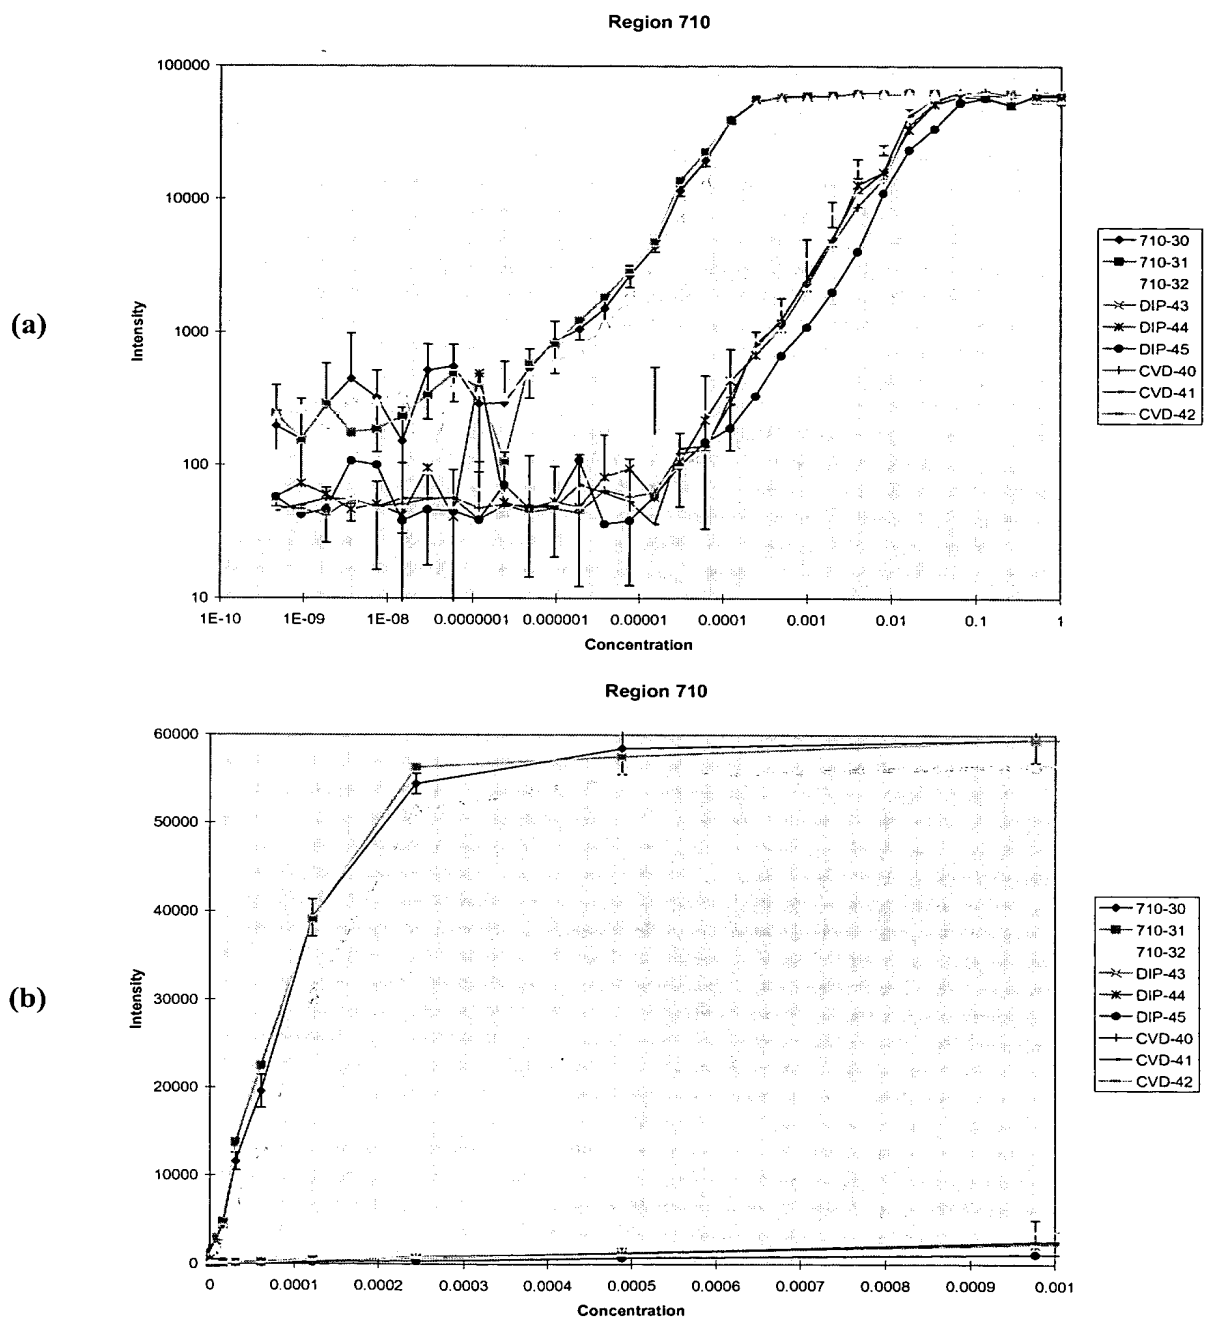 Region 710
100000
10000
1000
100
10
Intensity
(a)
1E-10 1E-09 1E-08 0.0000001 0.000001 0.00001 0.0001 0.001 0.01 0.1 1
Concentration
710-30
710-31
710-32
DIP-43
DIP-44
DIP-45
CVD-40
CVD-41
CVD-42
Region 710
60000
50000
40000
30000
20000
10000
0
Intensity
(b)
0 0.0001 0.0002 0.0003 0.0004 0.0005 0.0006 0.0007 0.0008 0.0009 0.001
Concentration
710-30
710-31
710-32
DIP-43
DIP-44
DIP-45
CVD-40
CVD-41
CVD-42